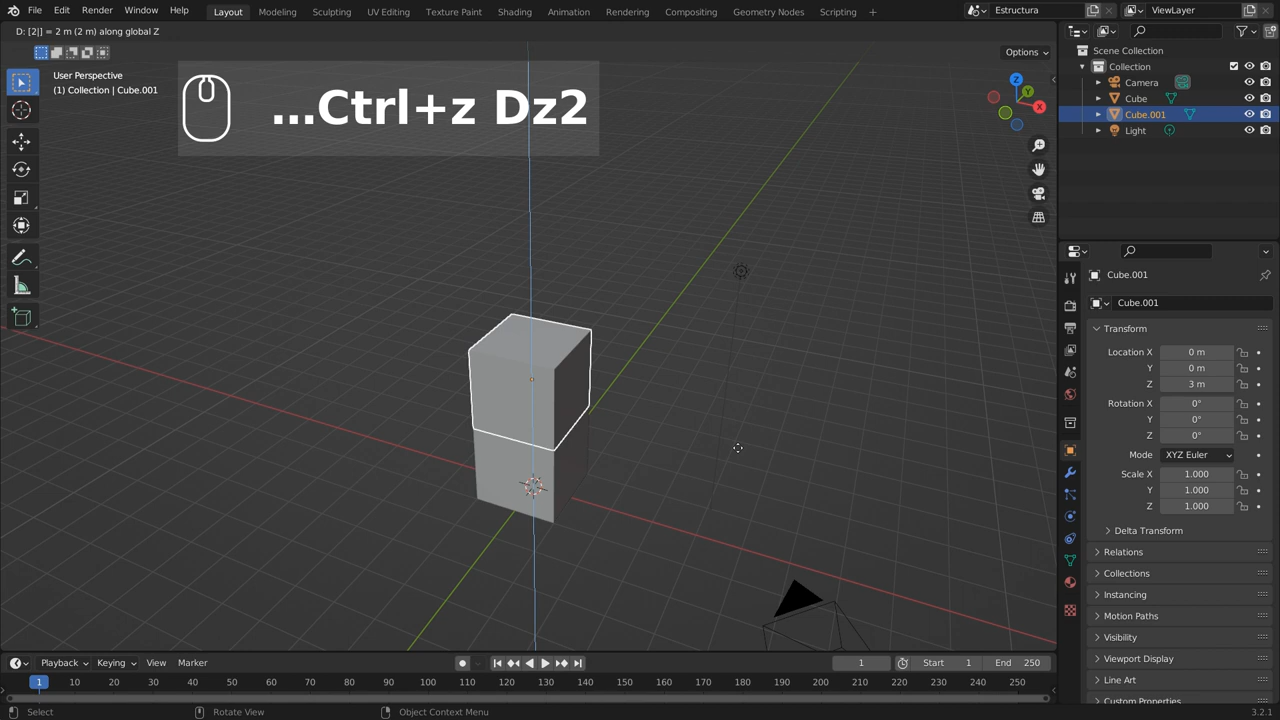 File Edit Render Window Help Layout Modeling Sculpting UV Editing Texture Paint Shading Animation Rendering Compositing Geometry Nodes Scripting + Estructura ViewLayer
D: [2|] = 2 m (2 m) along global Z
Options
User Perspective
(1) Collection | Cube.001
...Ctrl+z Dz2
Z
Y
X
Scene Collection
Collection
Camera
Cube
Cube.001
Light
Cube.001
Cube.001
Transform
Location X 0 m
Y 0 m
Z 3 m
Rotation X 0°
Y 0°
Z 0°
Mode XYZ Euler
Scale X 1.000
Y 1.000
Z 1.000
Delta Transform
Relations
Collections
Instancing
Motion Paths
Visibility
Viewport Display
Line Art
Custom Properties
Playback Keying View Marker 1 Start 1 End 250
1 10 20 30 40 50 60 70 80 90 100 110 120 130 140 150 160 170 180 190 200 210 220 230 240 250
Select Rotate View Object Context Menu 3.2.1